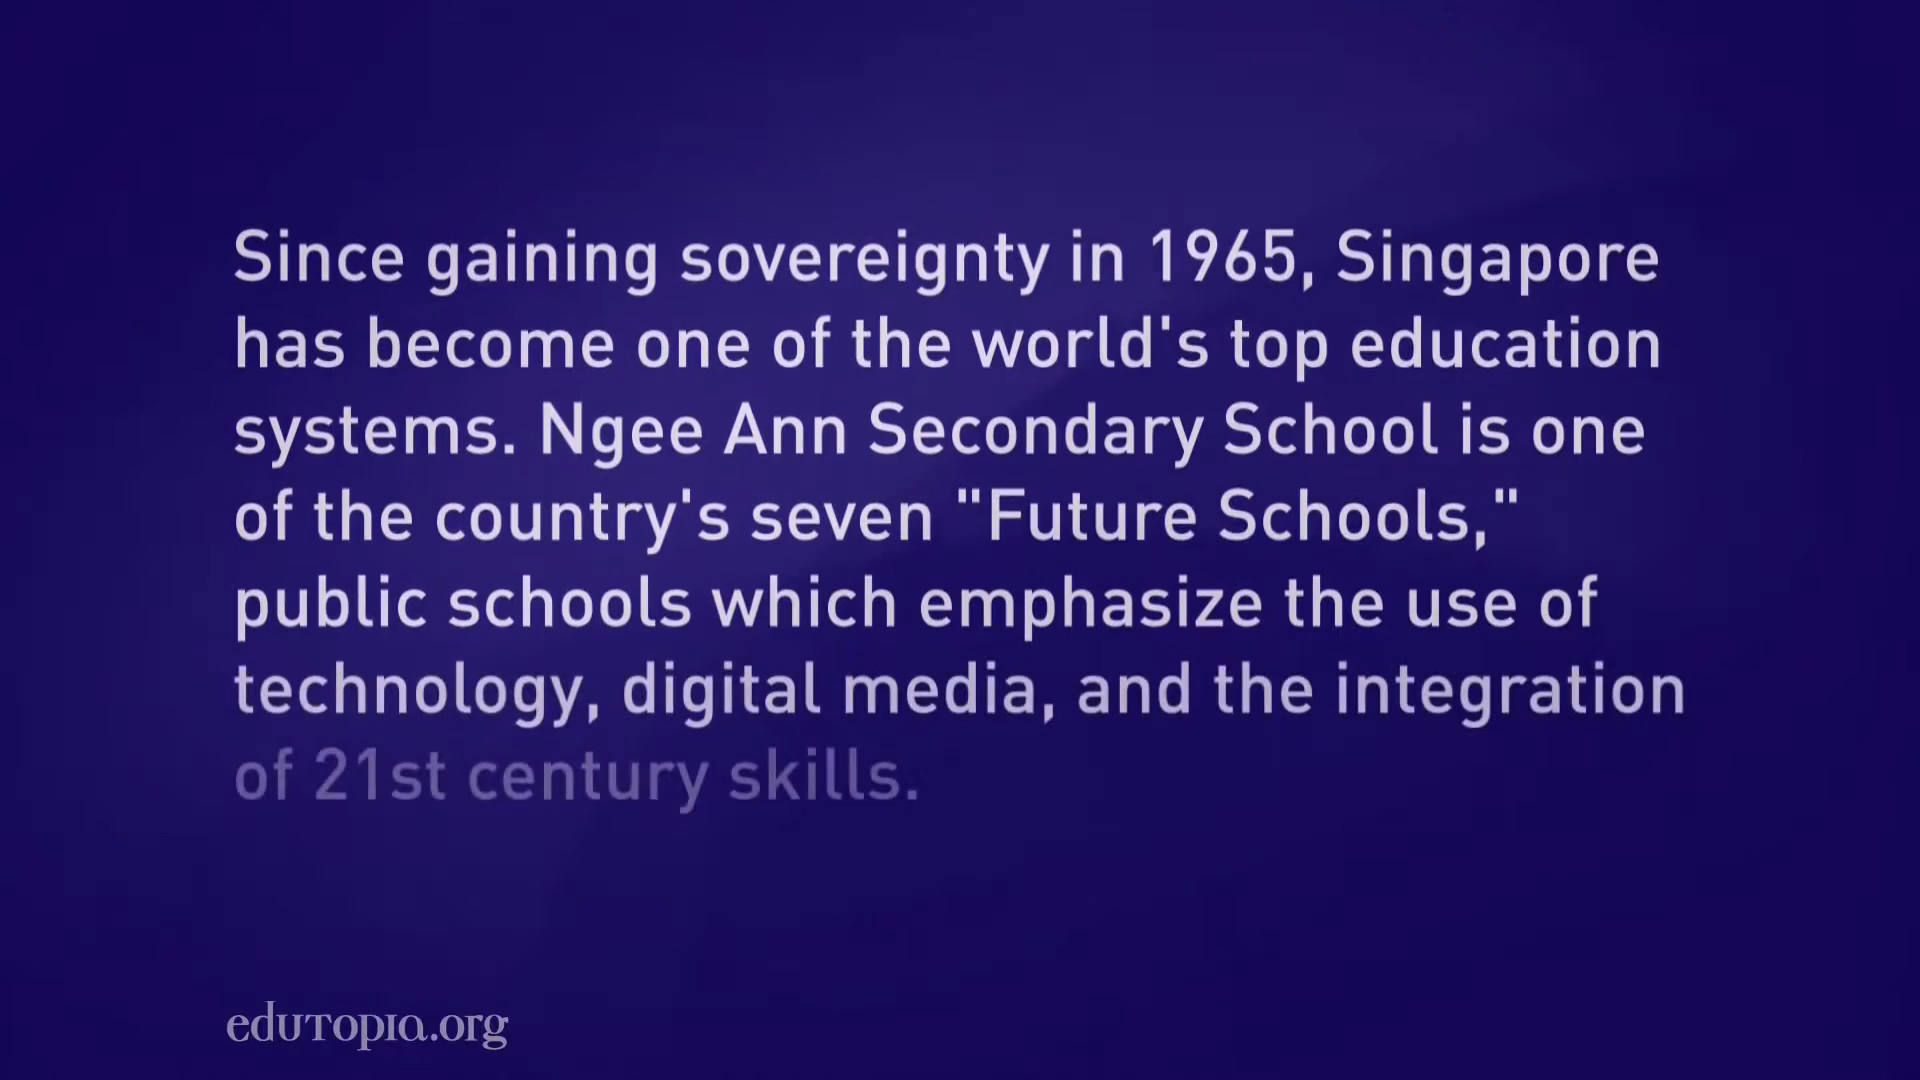 Since gaining sovereignty in 1965, Singapore
has become one of the world's top education
systems. Ngee Ann Secondary School is one
of the country's seven "Future Schools,"
public schools which emphasize the use of
technology, digital media, and the integration
of 21st century skills.
edutopia.org